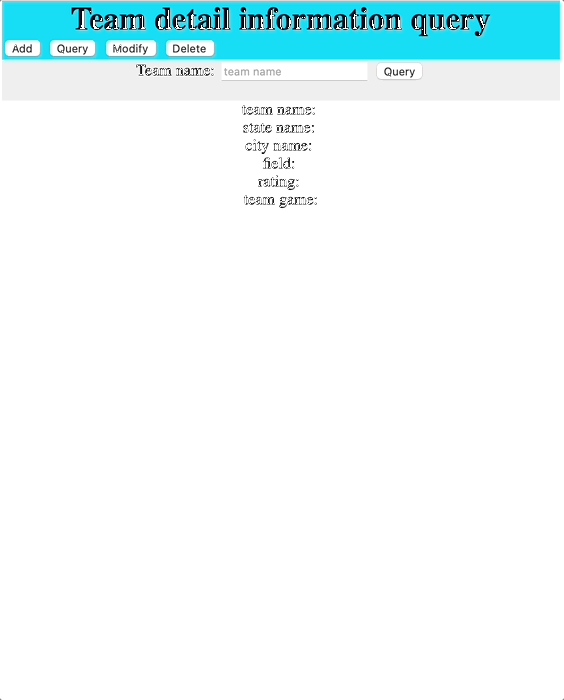 Team detail information query
Add Query Modify Delete
Team name: team name Query
team name:
state name:
city name:
field:
rating:
team game: